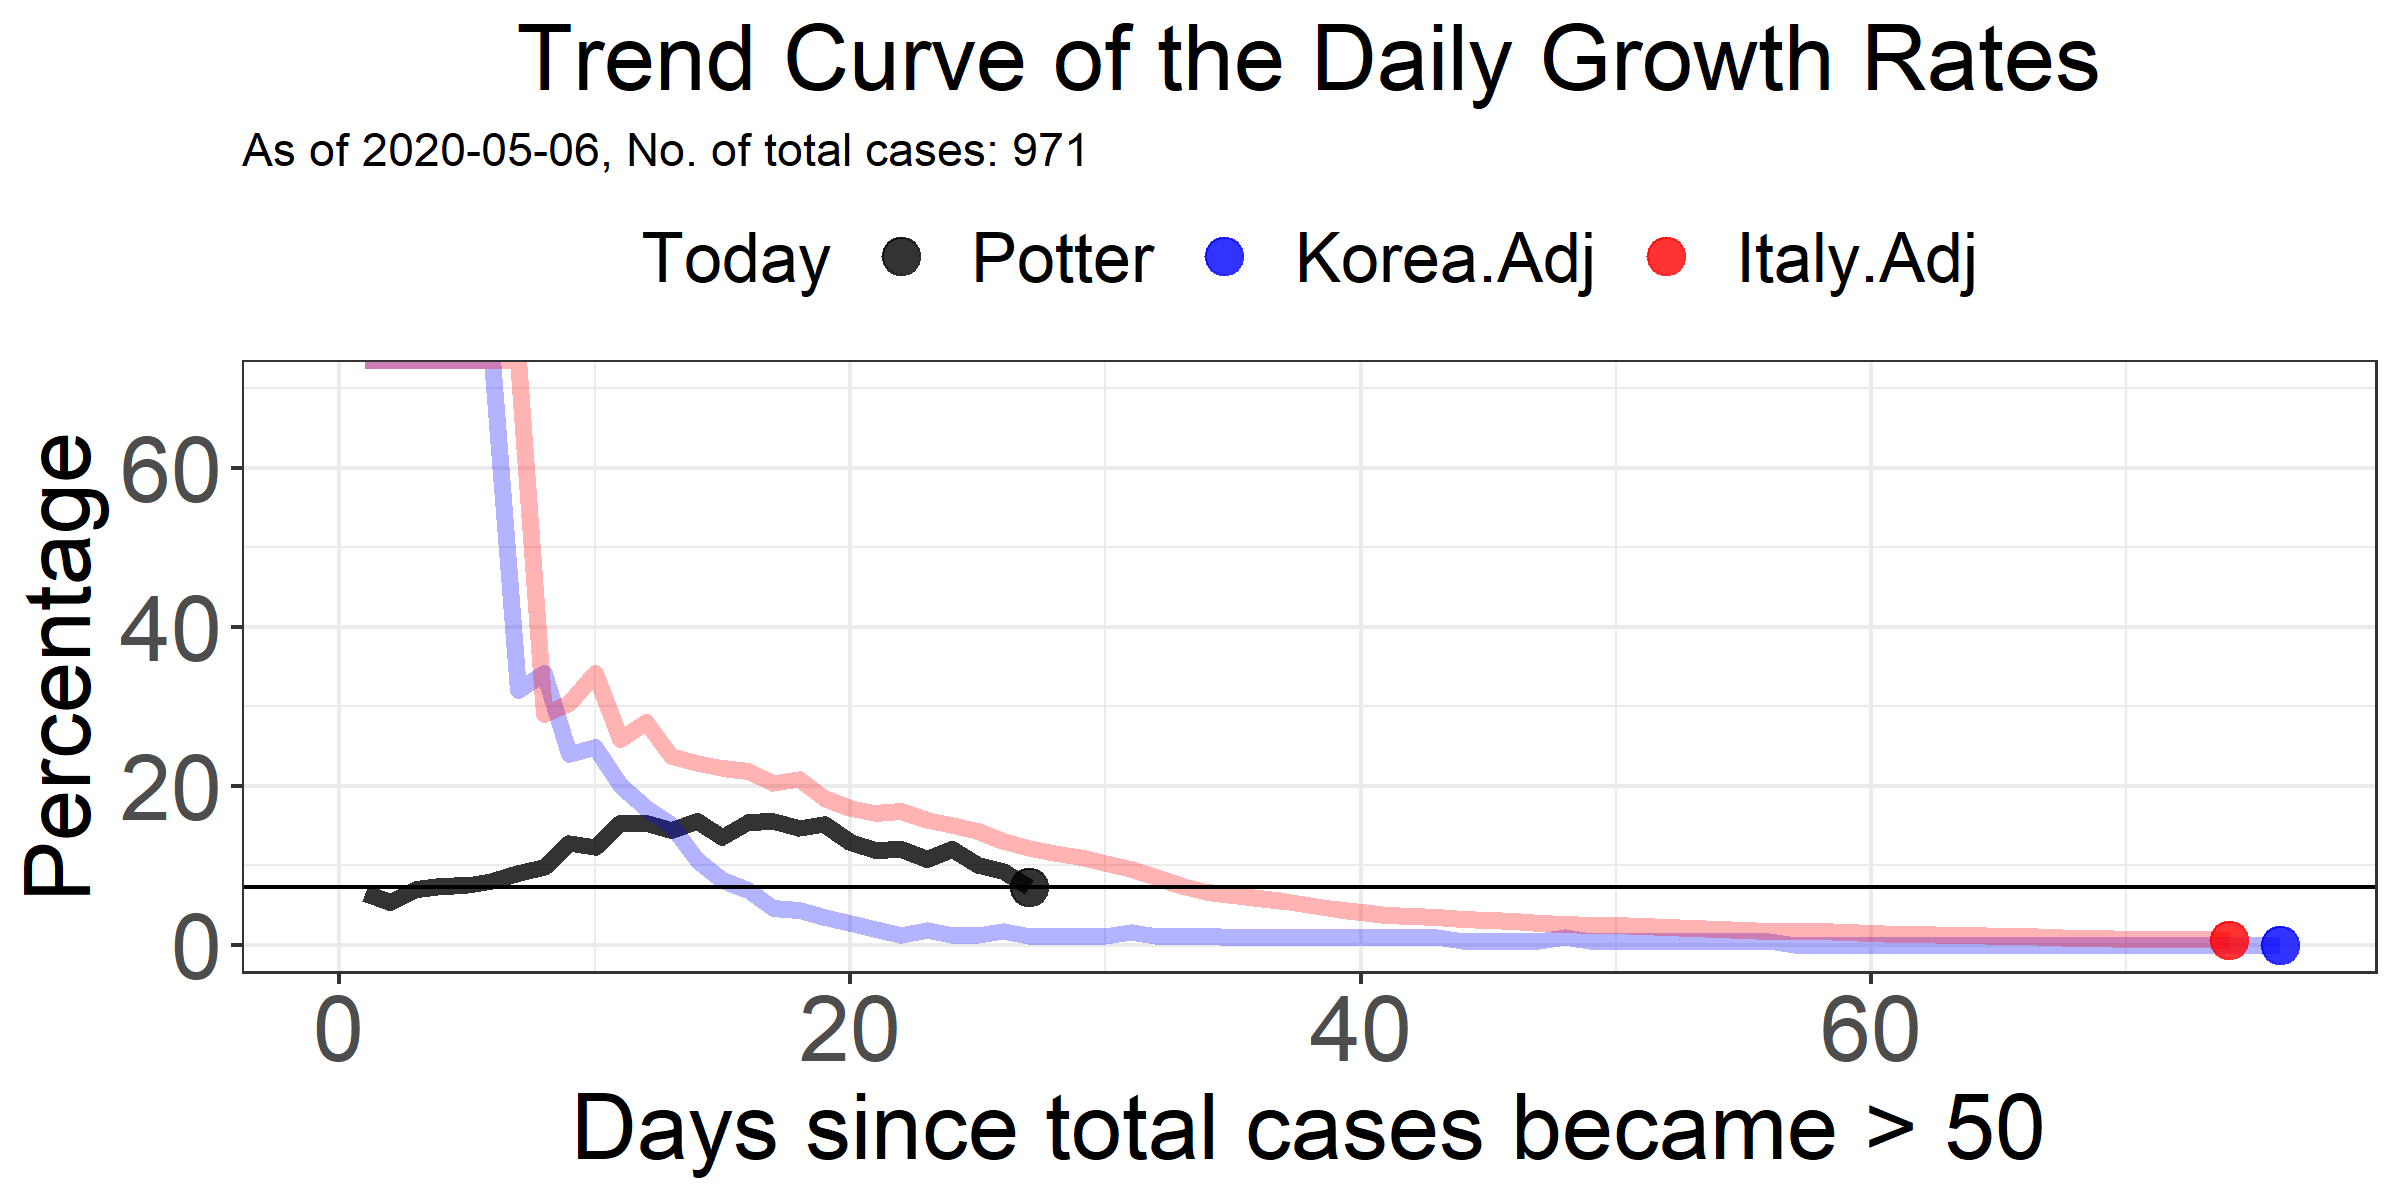 Trend Curve of the Daily Growth Rates
As of 2020-05-06, No. of total cases: 971
Today Potter Korea.Adj Italy.Adj
Percentage
60
40
20
0
0 20 40 60
Days since total cases became > 50